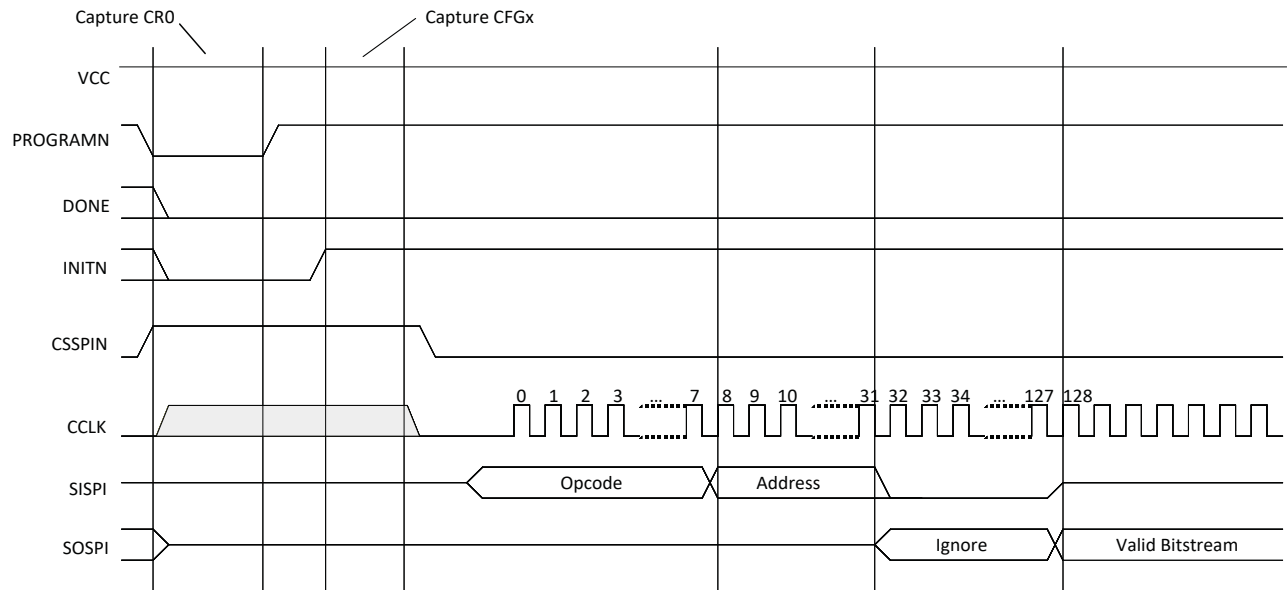 Capture CR0 Capture CFGx
VCC
PROGRAMN
DONE
INITN
CSSPIN
0 1 2 3 ... 7 8 9 10 ... 31 32 33 34 ... 127 128
CCLK
SISPI Opcode Address
SOSPI Ignore Valid Bitstream